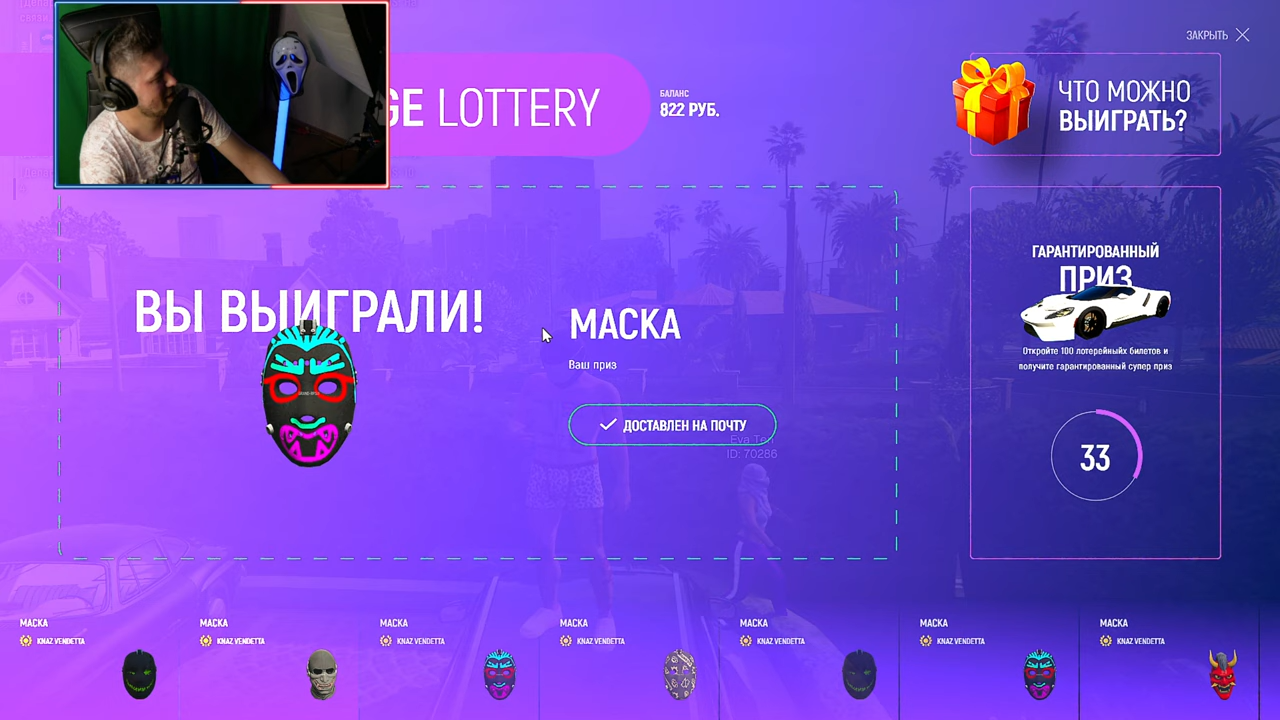 ЗАКРЫТЬ
GE LOTTERY
БАЛАНС
822 РУБ.
ЧТО МОЖНО
ВЫИГРАТЬ?
ВЫ ВЫИГРАЛИ!
МАСКА
Ваш приз
ДОСТАВЛЕН НА ПОЧТУ
ID: 70286
ГАРАНТИРОВАННЫЙ
ПРИЗ
Откройте 100 лотерейных билетов и
получите гарантированный супер приз
33
МАСКА
KNAZ VENDETTA
МАСКА
KNAZ VENDETTA
МАСКА
KNAZ VENDETTA
МАСКА
KNAZ VENDETTA
МАСКА
KNAZ VENDETTA
МАСКА
KNAZ VENDETTA
МАСКА
KNAZ VENDETTA